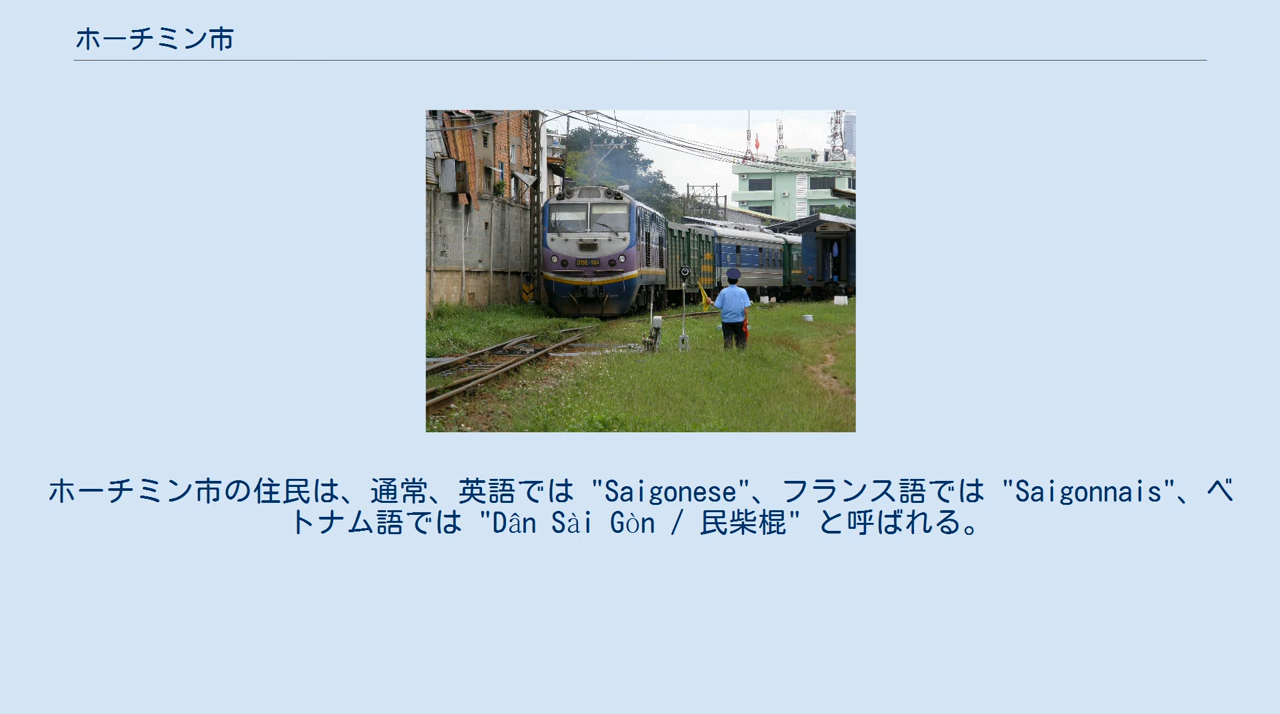 ホーチミン市
ホーチミン市の住民は、通常、英語では "Saigonese"、フランス語では "Saigonnais"、ベ
トナム語では "Dân Sài Gòn / 民柴棍" と呼ばれる。